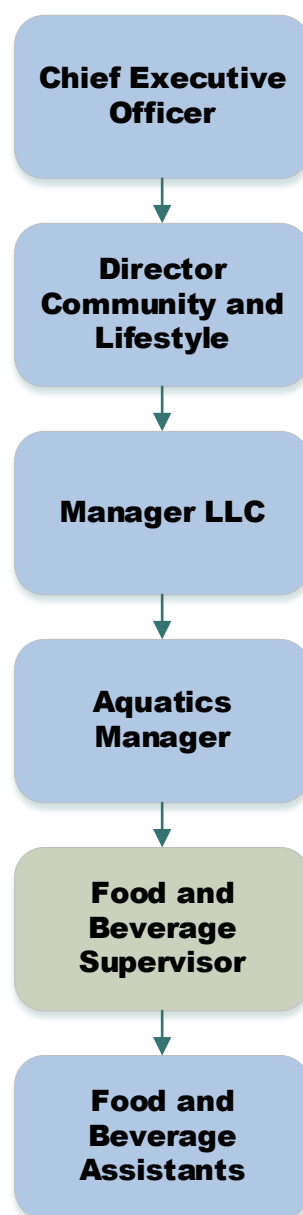 Chief Executive
Officer
Director
Community and
Lifestyle
Manager LLC
Aquatics
Manager
Food and
Beverage
Supervisor
Food and
Beverage
Assistants